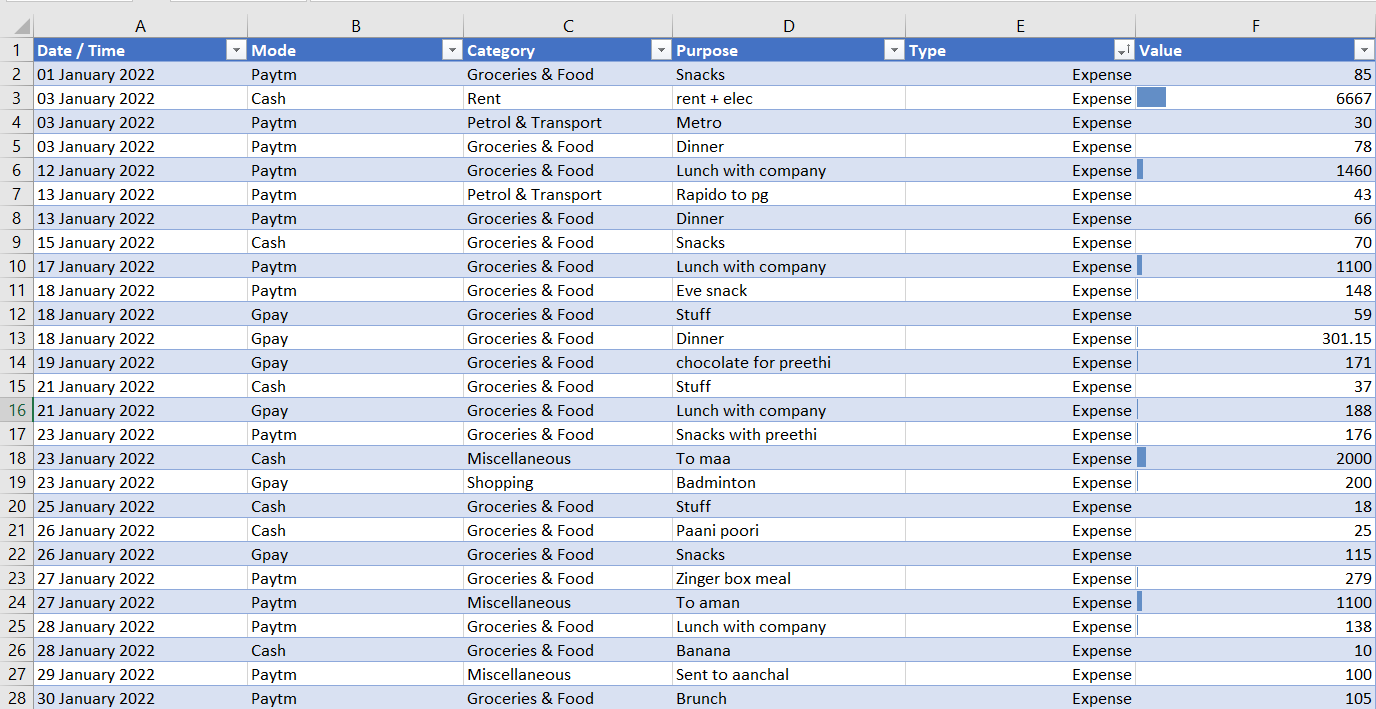 A B C D E F
1 Date / Time Mode Category Purpose Type Value
2 01 January 2022 Paytm Groceries & Food Snacks Expense 85
3 03 January 2022 Cash Rent rent + elec Expense 6667
4 03 January 2022 Paytm Petrol & Transport Metro Expense 30
5 03 January 2022 Paytm Groceries & Food Dinner Expense 78
6 12 January 2022 Paytm Groceries & Food Lunch with company Expense 1460
7 13 January 2022 Paytm Petrol & Transport Rapido to pg Expense 43
8 13 January 2022 Paytm Groceries & Food Dinner Expense 66
9 15 January 2022 Cash Groceries & Food Snacks Expense 70
10 17 January 2022 Paytm Groceries & Food Lunch with company Expense 1100
11 18 January 2022 Paytm Groceries & Food Eve snack Expense 148
12 18 January 2022 Gpay Groceries & Food Stuff Expense 59
13 18 January 2022 Gpay Groceries & Food Dinner Expense 301.15
14 19 January 2022 Gpay Groceries & Food chocolate for preethi Expense 171
15 21 January 2022 Cash Groceries & Food Stuff Expense 37
16 21 January 2022 Gpay Groceries & Food Lunch with company Expense 188
17 23 January 2022 Paytm Groceries & Food Snacks with preethi Expense 176
18 23 January 2022 Cash Miscellaneous To maa Expense 2000
19 23 January 2022 Gpay Shopping Badminton Expense 200
20 25 January 2022 Cash Groceries & Food Stuff Expense 18
21 26 January 2022 Cash Groceries & Food Paani poori Expense 25
22 26 January 2022 Gpay Groceries & Food Snacks Expense 115
23 27 January 2022 Paytm Groceries & Food Zinger box meal Expense 279
24 27 January 2022 Paytm Miscellaneous To aman Expense 1100
25 28 January 2022 Paytm Groceries & Food Lunch with company Expense 138
26 28 January 2022 Cash Groceries & Food Banana Expense 10
27 29 January 2022 Paytm Miscellaneous Sent to aanchal Expense 100
28 30 January 2022 Paytm Groceries & Food Brunch Expense 105